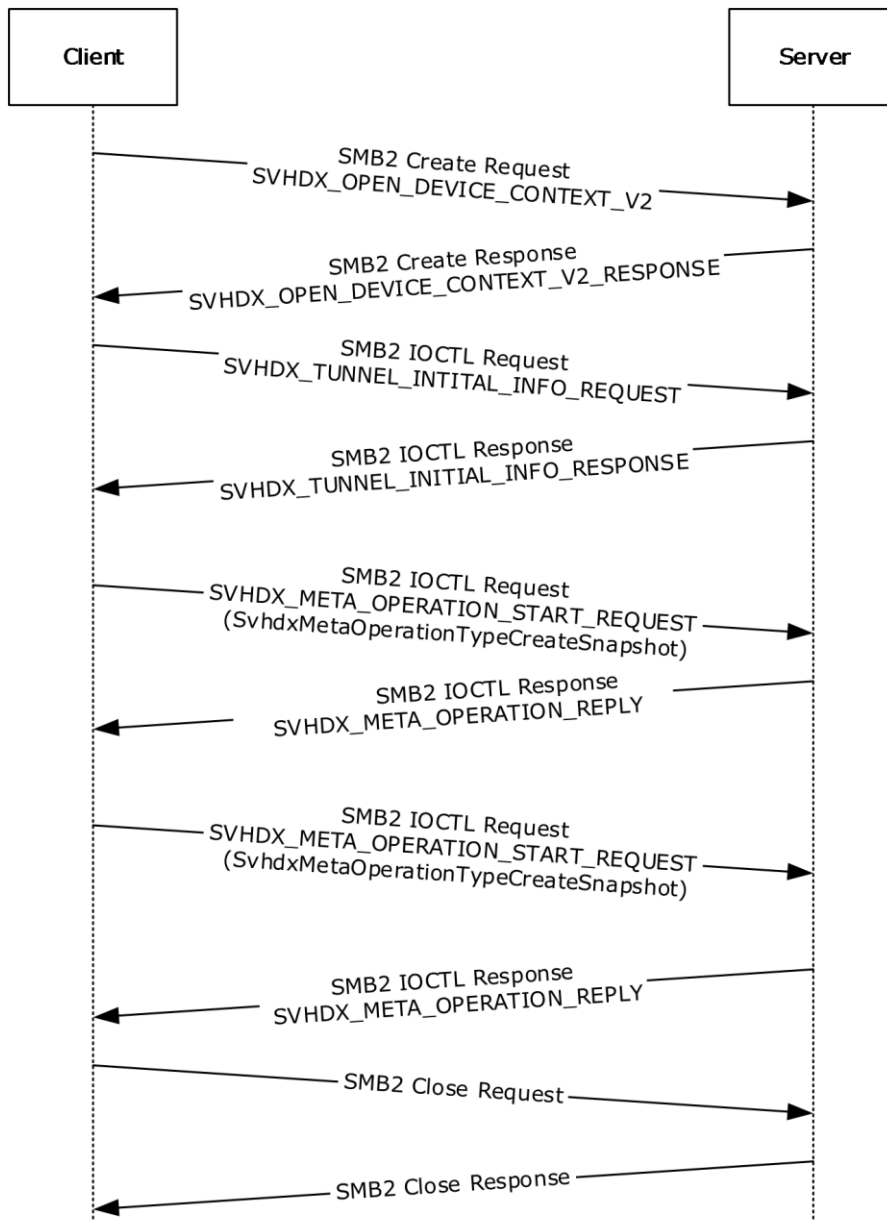 Client
Server
SMB2 Create Request
SVHDX_OPEN_DEVICE_CONTEXT_V2
SMB2 Create Response
SVHDX_OPEN_DEVICE_CONTEXT_V2_RESPONSE
SMB2 IOCTL Request
SVHDX_TUNNEL_INTITAL_INFO_REQUEST
SMB2 IOCTL Response
SVHDX_TUNNEL_INITIAL_INFO_RESPONSE
SMB2 IOCTL Request
SVHDX_META_OPERATION_START_REQUEST
(SvhdxMetaOperationTypeCreateSnapshot)
SMB2 IOCTL Response
SVHDX_META_OPERATION_REPLY
SMB2 IOCTL Request
SVHDX_META_OPERATION_START_REQUEST
(SvhdxMetaOperationTypeCreateSnapshot)
SMB2 IOCTL Response
SVHDX_META_OPERATION_REPLY
SMB2 Close Request
SMB2 Close Response